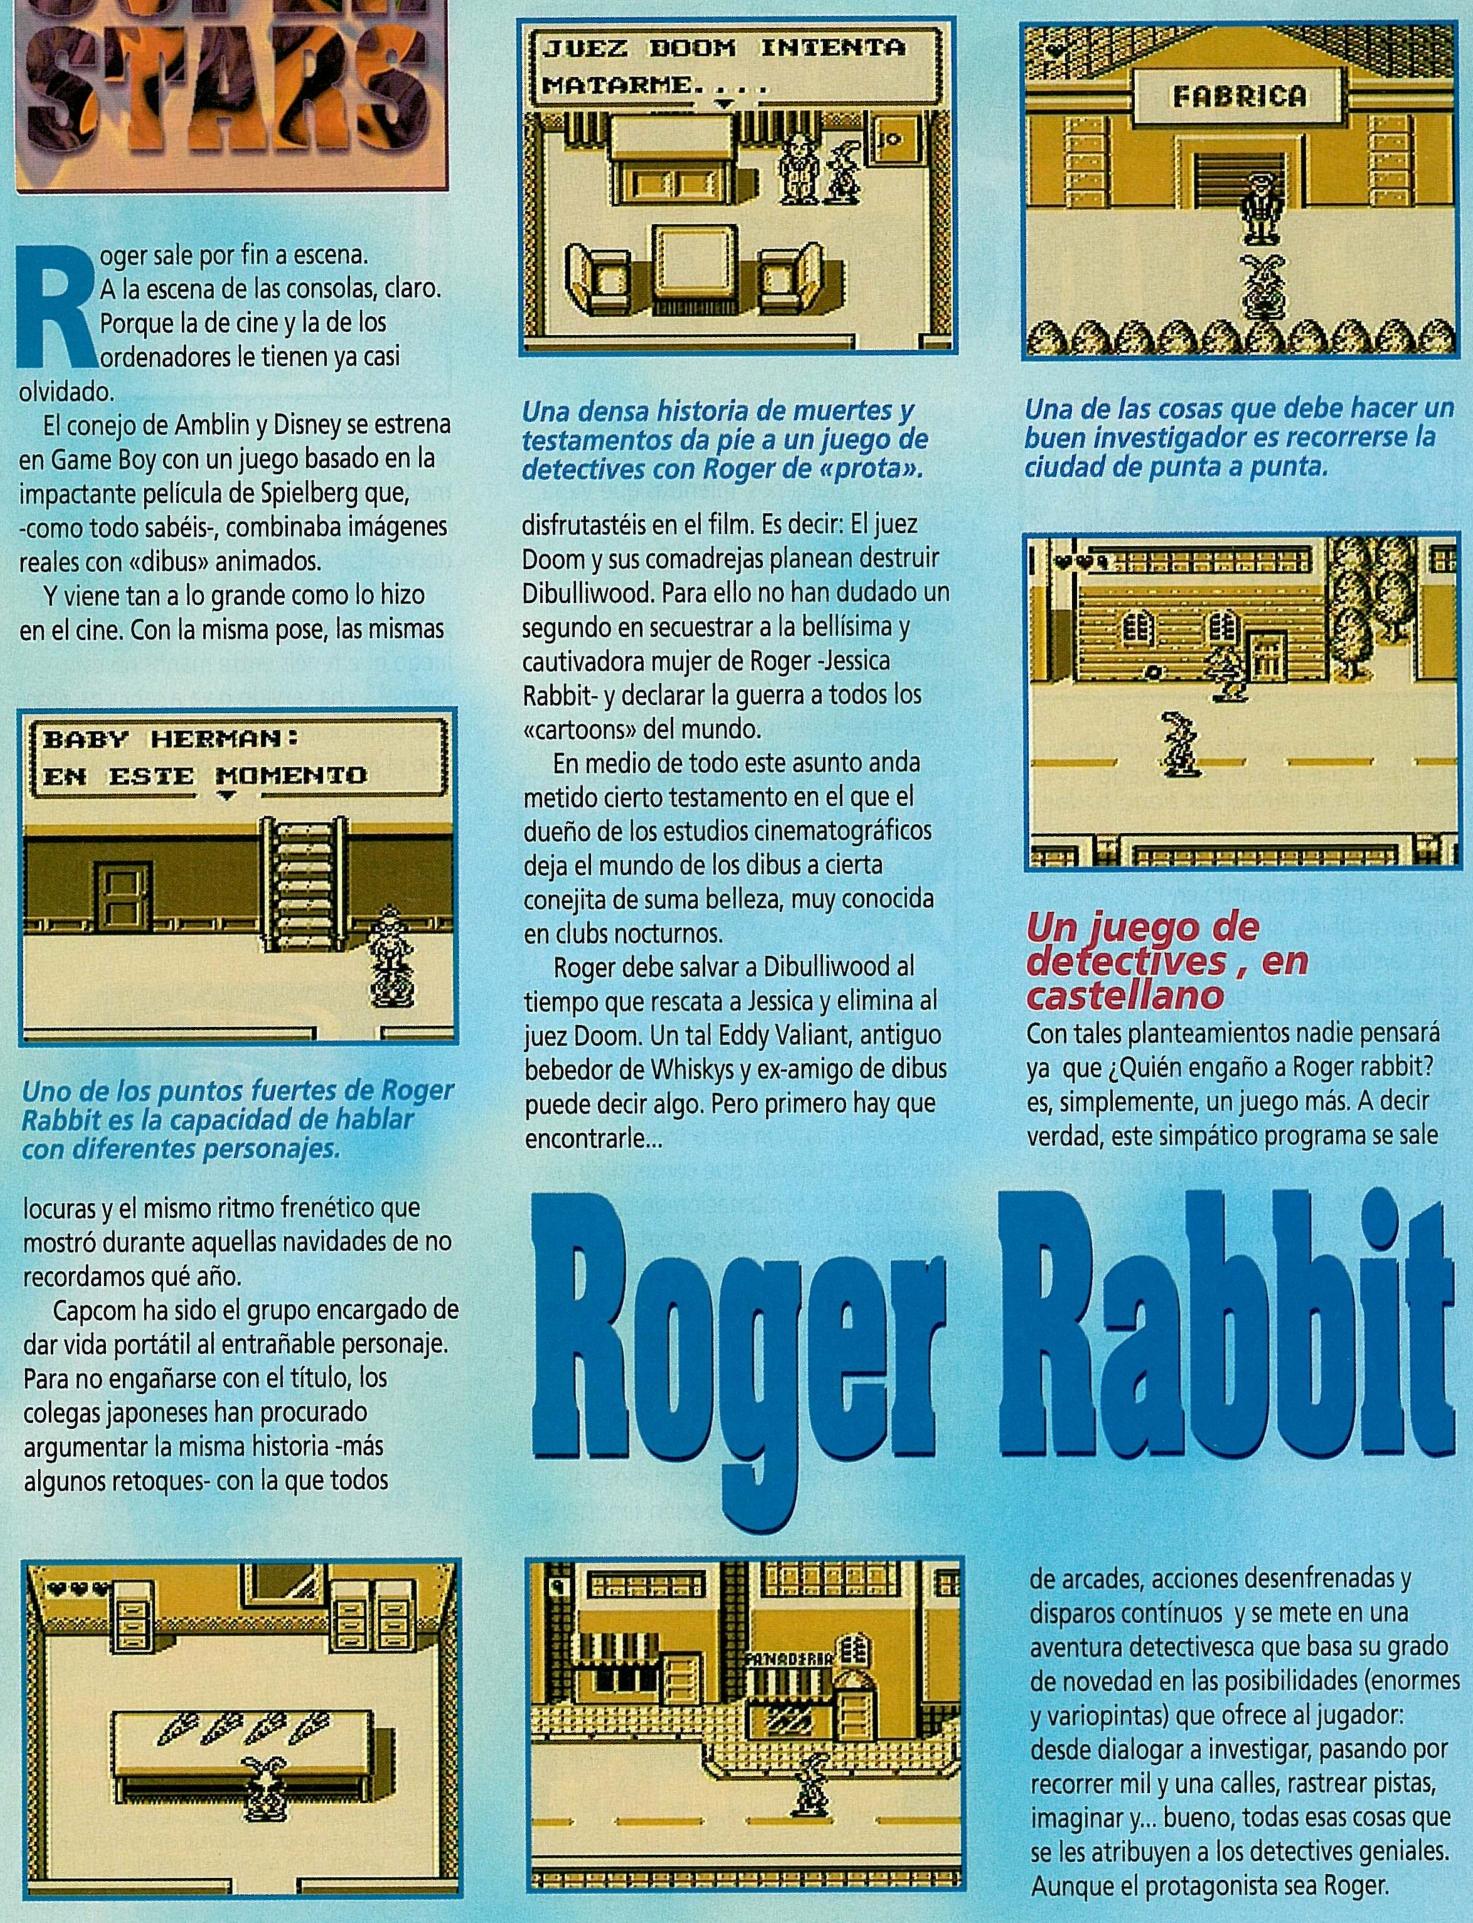 SUPER
STARS
Roger sale por fin a escena.
A la escena de las consolas, claro.
Porque la de cine y la de los
ordenadores le tienen ya casi
olvidado.
El conejo de Amblin y Disney se estrena
en Game Boy con un juego basado en la
impactante película de Spielberg que,
-como todo sabéis-, combinaba imágenes
reales con «dibus» animados.
Y viene tan a lo grande como lo hizo
en el cine. Con la misma pose, las mismas
BABY HERMAN:
EN ESTE MOMENTO
Uno de los puntos fuertes de Roger
Rabbit es la capacidad de hablar
con diferentes personajes.
locuras y el mismo ritmo frenético que
mostró durante aquellas navidades de no
recordamos qué año.
Capcom ha sido el grupo encargado de
dar vida portátil al entrañable personaje.
Para no engañarse con el título, los
colegas japoneses han procurado
argumentar la misma historia -más
algunos retoques- con la que todos
JUEZ DOOM INTENTA
MATARME....
Una densa historia de muertes y
testamentos da pie a un juego de
detectives con Roger de «prota».
disfrutastéis en el film. Es decir: El juez
Doom y sus comadrejas planean destruir
Dibulliwood. Para ello no han dudado un
segundo en secuestrar a la bellísima y
cautivadora mujer de Roger -Jessica
Rabbit- y declarar la guerra a todos los
«cartoons» del mundo.
En medio de todo este asunto anda
metido cierto testamento en el que el
dueño de los estudios cinematográficos
deja el mundo de los dibus a cierta
conejita de suma belleza, muy conocida
en clubs nocturnos.
Roger debe salvar a Dibulliwood al
tiempo que rescata a Jessica y elimina al
juez Doom. Un tal Eddy Valiant, antiguo
bebedor de Whiskys y ex-amigo de dibus
puede decir algo. Pero primero hay que
encontrarle...
Roger Rabbit
PANADERIA
FABRICA
Una de las cosas que debe hacer un
buen investigador es recorrerse la
ciudad de punta a punta.
Un juego de
detectives , en
castellano
Con tales planteamientos nadie pensará
ya que ¿Quién engaño a Roger rabbit?
es, simplemente, un juego más. A decir
verdad, este simpático programa se sale
de arcades, acciones desenfrenadas y
disparos contínuos y se mete en una
aventura detectivesca que basa su grado
de novedad en las posibilidades (enormes
y variopintas) que ofrece al jugador:
desde dialogar a investigar, pasando por
recorrer mil y una calles, rastrear pistas,
imaginar y... bueno, todas esas cosas que
se les atribuyen a los detectives geniales.
Aunque el protagonista sea Roger.